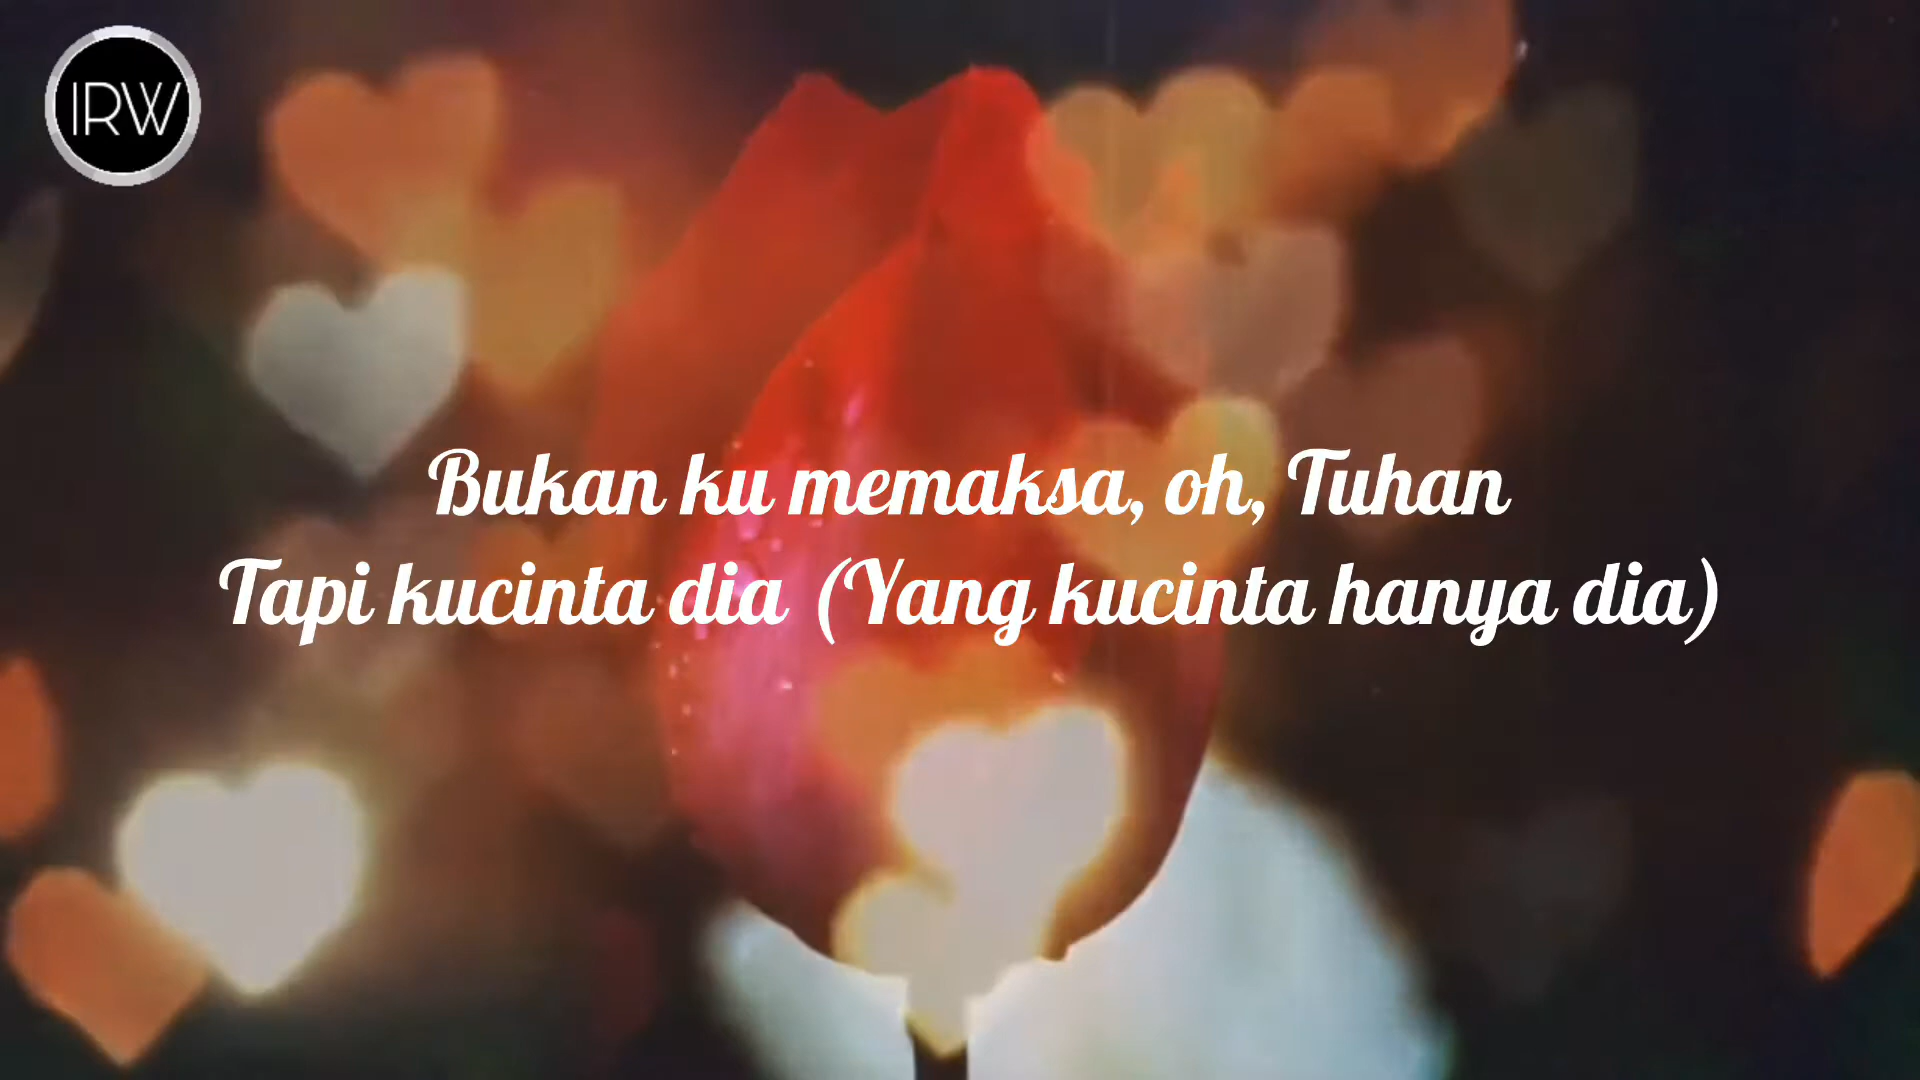 IRW
Bukan ku memaksa, oh, Tuhan
Tapi kucinta dia (Yang kucinta hanya dia)